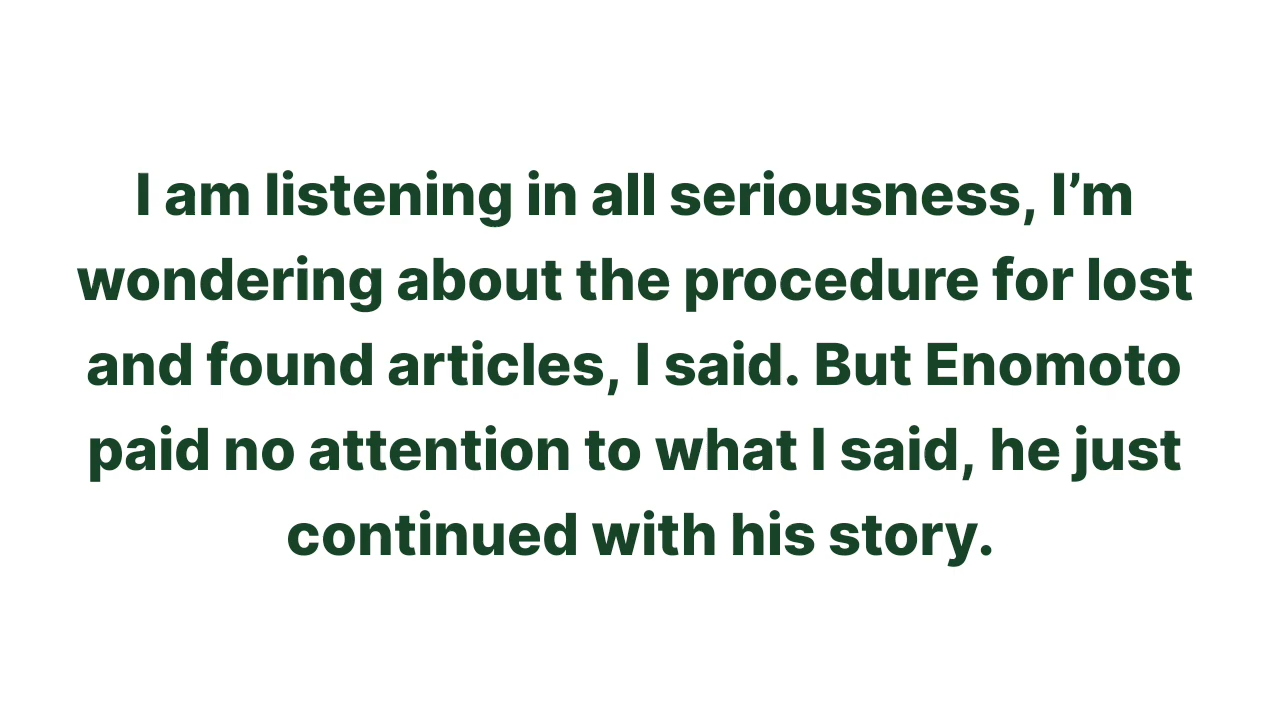 I am listening in all seriousness, I’m
wondering about the procedure for lost
and found articles, I said. But Enomoto
paid no attention to what I said, he just
continued with his story.